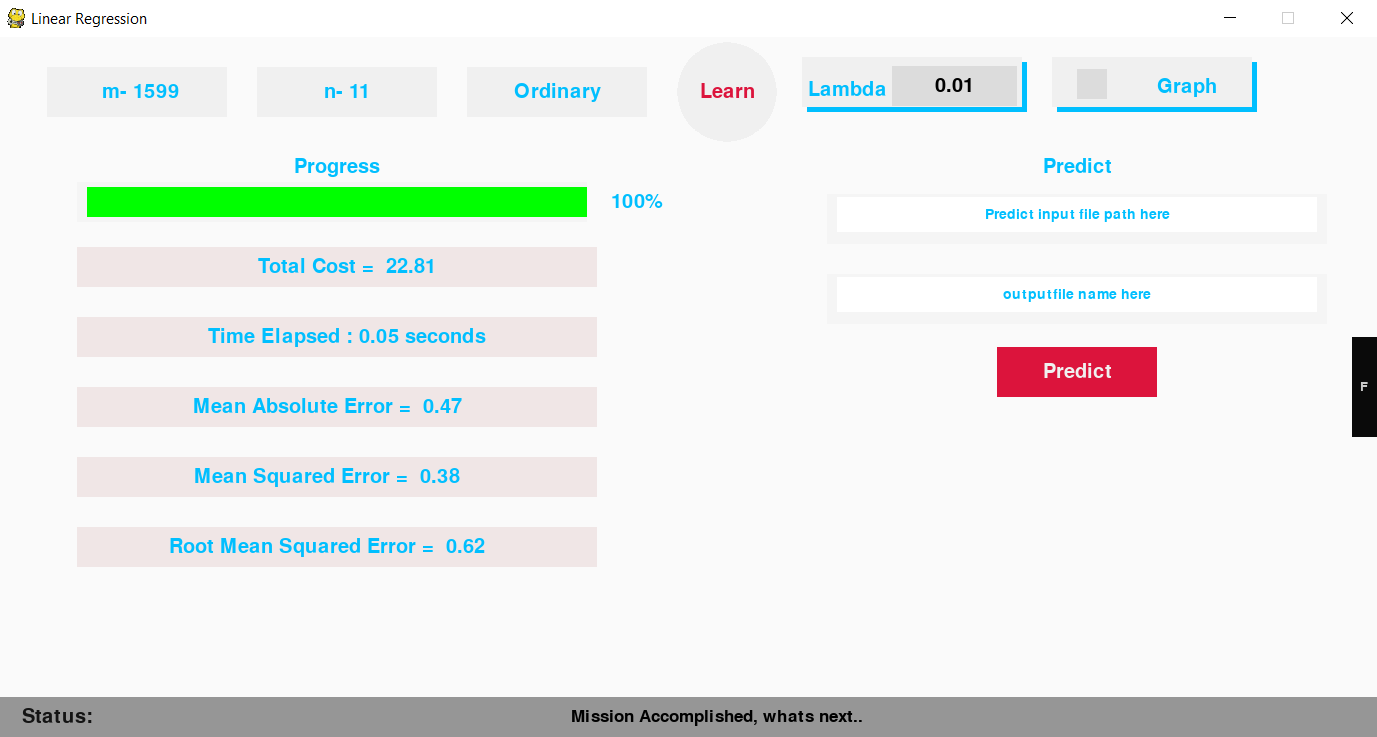 Linear Regression
m- 1599
n- 11
Ordinary
Learn
Lambda
0.01
Graph
Progress
100%
Total Cost = 22.81
Time Elapsed : 0.05 seconds
Mean Absolute Error = 0.47
Mean Squared Error = 0.38
Root Mean Squared Error = 0.62
Predict
Predict input file path here
outputfile name here
Predict
F
Status:
Mission Accomplished, whats next..